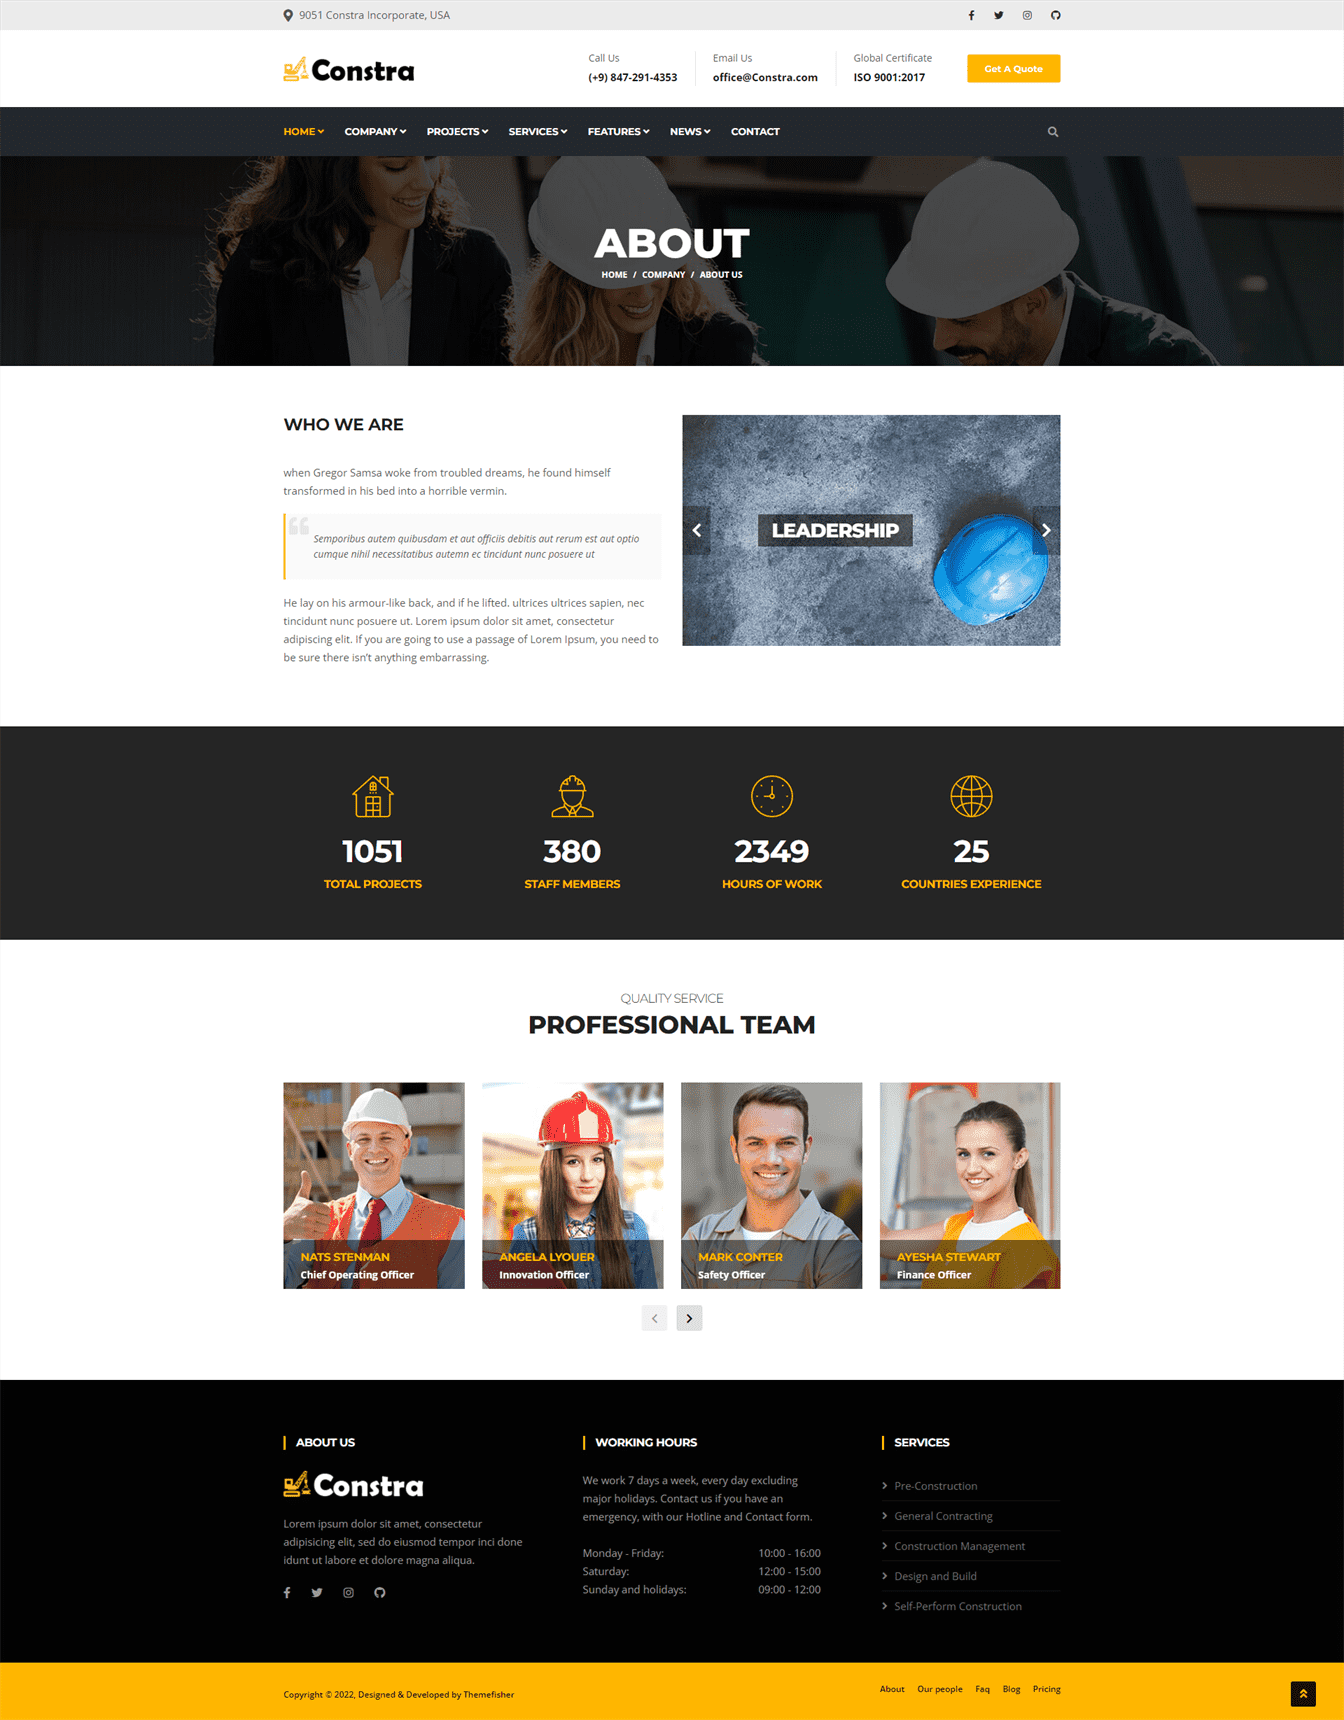 9051 Constra Incorporate, USA
Constra
Call Us
(+9) 847-291-4353
Email Us
office@Constra.com
Global Certificate
ISO 9001:2017
Get A Quote
HOME
COMPANY
PROJECTS
SERVICES
FEATURES
NEWS
CONTACT
ABOUT
HOME / COMPANY / ABOUT US
WHO WE ARE
when Gregor Samsa woke from troubled dreams, he found himself
transformed in his bed into a horrible vermin.
Semporibus autem quibusdam et aut officiis debitis aut rerum est aut optio
cumque nihil necessitatibus autemn ec tincidunt nunc posuere ut
He lay on his armour-like back, and if he lifted. ultrices ultrices sapien, nec
tincidunt nunc posuere ut. Lorem ipsum dolor sit amet, consectetur
adipiscing elit. If you are going to use a passage of Lorem Ipsum, you need to
be sure there isn't anything embarrassing.
LEADERSHIP
1051
TOTAL PROJECTS
380
STAFF MEMBERS
2349
HOURS OF WORK
25
COUNTRIES EXPERIENCE
QUALITY SERVICE
PROFESSIONAL TEAM
NATS STENMAN
Chief Operating Officer
ANGELA LYOUER
Innovation Officer
MARK CONTER
Safety Officer
AYESHA STEWART
Finance Officer
ABOUT US
Constra
Lorem ipsum dolor sit amet, consectetur
adipisicing elit, sed do eiusmod tempor inci done
idunt ut labore et dolore magna aliqua.
WORKING HOURS
We work 7 days a week, every day excluding
major holidays. Contact us if you have an
emergency, with our Hotline and Contact form.
Monday - Friday: 10:00 - 16:00
Saturday: 12:00 - 15:00
Sunday and holidays: 09:00 - 12:00
SERVICES
Pre-Construction
General Contracting
Construction Management
Design and Build
Self-Perform Construction
Copyright © 2022, Designed & Developed by Themefisher
About
Our people
Faq
Blog
Pricing